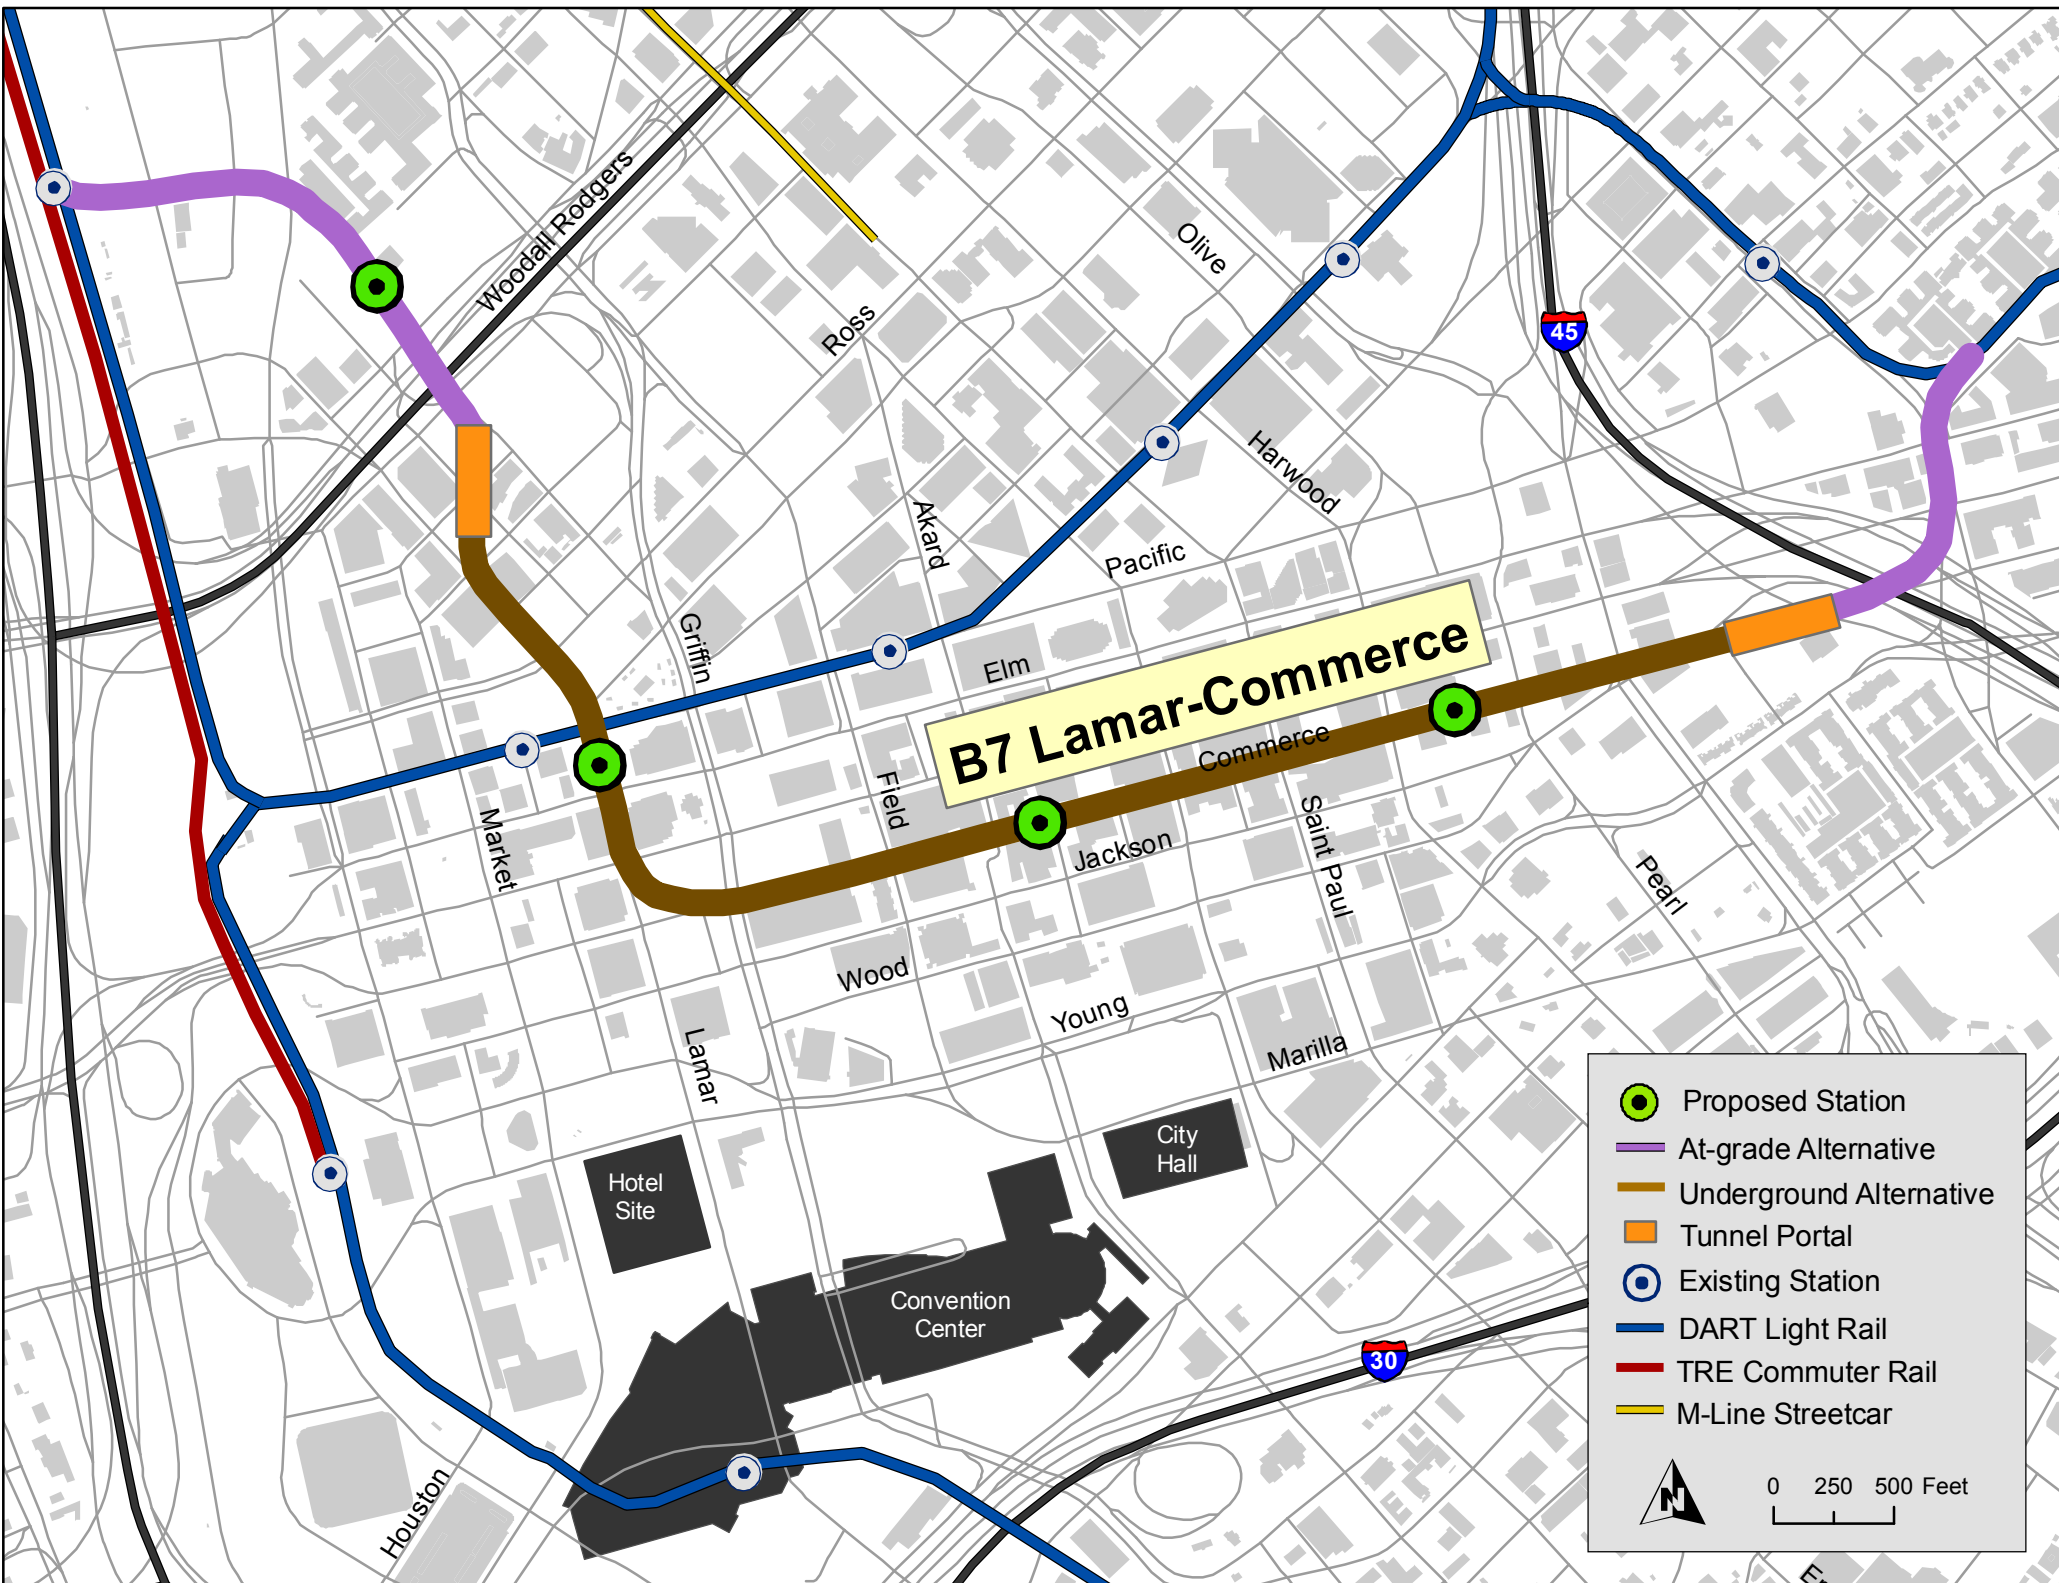 Woodall Rodgers
Olive
Ross
45
Harwood
Akard
Pacific
Griffin
Elm
B7 Lamar-Commerce
Commerce
Field
Market
Jackson
Saint Paul
Pearl
Wood
Young
Lamar
Marilla
City
Hall
Hotel
Site
Convention
Center
30
Houston
Proposed Station
At-grade Alternative
Underground Alternative
Tunnel Portal
Existing Station
DART Light Rail
TRE Commuter Rail
M-Line Streetcar
N
0 250 500 Feet